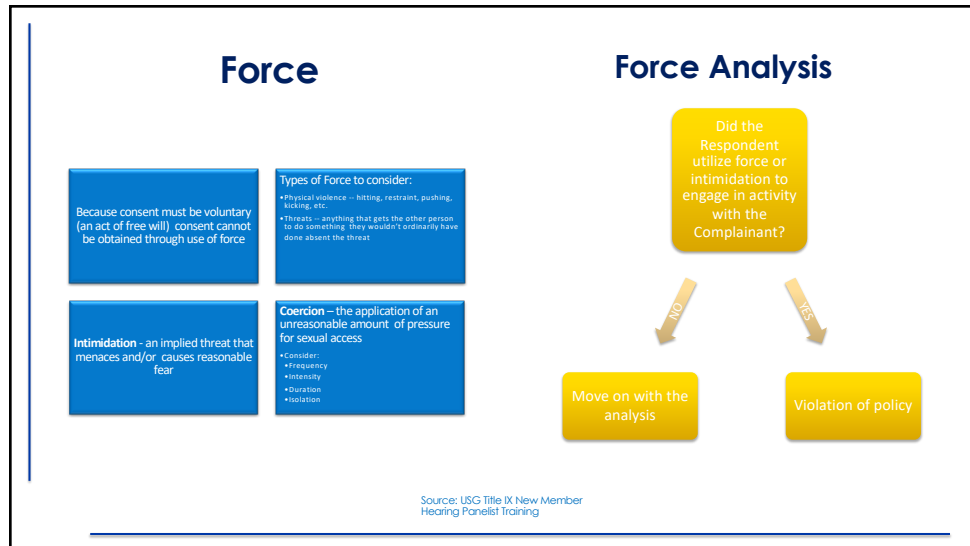 Force
Because consent must be voluntary
(an act of free will) consent cannot
be obtained through use of force
Types of Force to consider:
•Physical violence -- hitting, restraint, pushing,
kicking, etc.
•Threats -- anything that gets the other person
to do something they wouldn't ordinarily have
done absent the threat
Intimidation - an implied threat that
menaces and/or causes reasonable
fear
Coercion – the application of an
unreasonable amount of pressure
for sexual access
•Consider:
•Frequency
•Intensity
•Duration
•Isolation
Force Analysis
Did the
Respondent
utilize force or
intimidation to
engage in activity
with the
Complainant?
NO
YES
Move on with the
analysis
Violation of policy
Source: USG Title IX New Member
Hearing Panelist Training